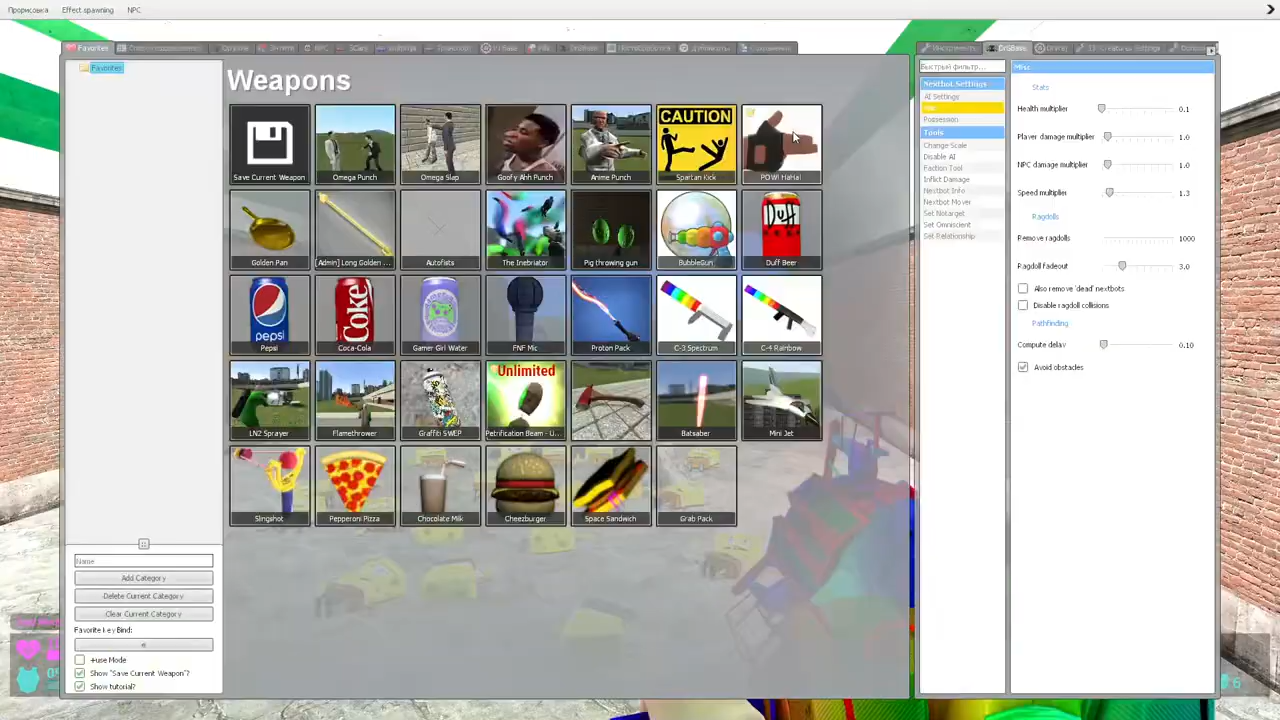 Прорисовка Effect spawning NPC
Favorites
Favorites
Weapons
Save Current Weapon
Omega Punch
Omega Slap
Goofy Ahh Punch
Anime Punch
CAUTION
Spartan Kick
POW! HaHa!
Golden Pan
[Admin] Long Golden ...
Autofists
The Inebriator
Pig throwing gun
BubbleGun
Duff
Duff Beer
pepsi
Pepsi
Coke
Coca-Cola
Gamer Girl Water
FNF Mic
Proton Pack
C-3 Spectrum
C-4 Rainbow
LN2 Sprayer
Flamethrower
Graffiti SWEP
Unlimited
Petrification Beam - U...
Batsaber
Mini Jet
Slingshot
Pepperoni Pizza
Chocolate Milk
Cheezburger
Space Sandwich
Grab Pack
Name
Add Category
Delete Current Category
Clear Current Category
Favorite Key Bind:
+use Mode
Show "Save Current Weapon"?
Show tutorial?
DrGBase
Быстрый фильтр...
Nextbot Settings
AI Settings
Possession
Tools
Change Scale
Disable AI
Faction Tool
Inflict Damage
Nextbot Info
Nextbot Mover
Set Notarget
Set Omniscient
Set Relationship
Misc
Stats
Health multiplier 0.1
Player damage multiplier 1.0
NPC damage multiplier 1.0
Speed multiplier 1.3
Ragdolls
Remove ragdolls 1000
Ragdoll fadeout 3.0
Also remove 'dead' nextbots
Disable ragdoll collisions
Pathfinding
Compute delay 0.10
Avoid obstacles